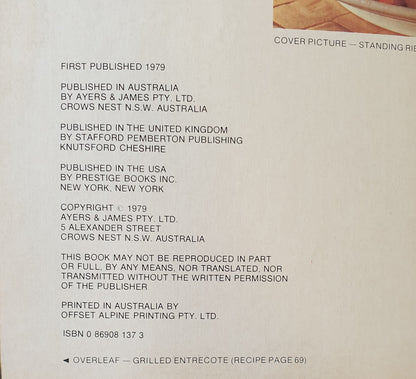 COVER PICTURE — STANDING RIB
FIRST PUBLISHED 1979
PUBLISHED IN AUSTRALIA
BY AYERS & JAMES PTY. LTD.
CROWS NEST N.S.W. AUSTRALIA
PUBLISHED IN THE UNITED KINGDOM
BY STAFFORD PEMBERTON PUBLISHING
KNUTSFORD CHESHIRE
PUBLISHED IN THE USA
BY PRESTIGE BOOKS INC.
NEW YORK, NEW YORK
COPYRIGHT © 1979
AYERS & JAMES PTY. LTD.
5 ALEXANDER STREET
CROWS NEST N.S.W. AUSTRALIA
THIS BOOK MAY NOT BE REPRODUCED IN PART
OR FULL, BY ANY MEANS, NOR TRANSLATED, NOR
TRANSMITTED WITHOUT THE WRITTEN PERMISSION
OF THE PUBLISHER
PRINTED IN AUSTRALIA BY
OFFSET ALPINE PRINTING PTY. LTD.
ISBN 0 86908 137 3
◄ OVERLEAF — GRILLED ENTRECOTE (RECIPE PAGE 69)